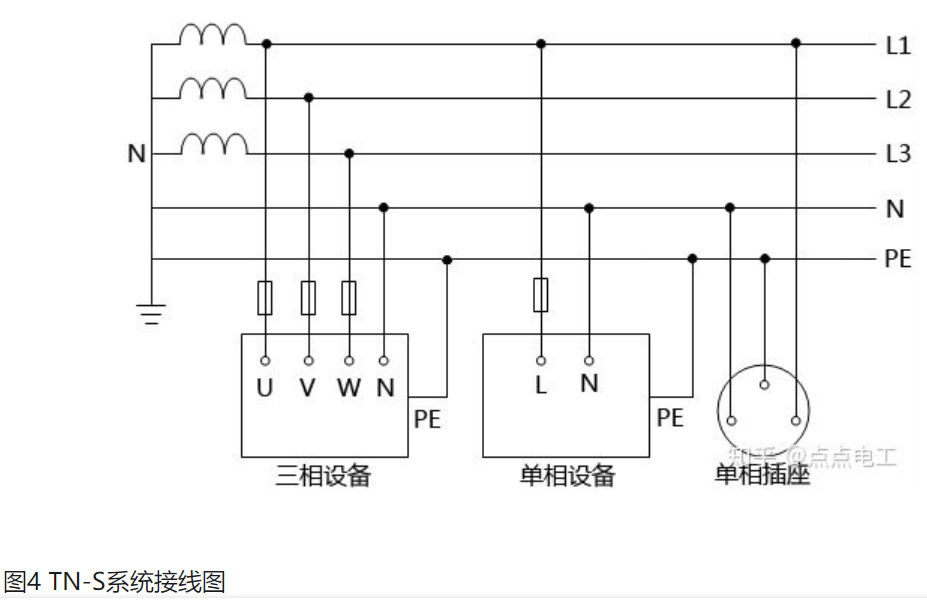 L1
L2
N
L3
N
PE
U V W N
PE
L N
PE
知乎 @点点电工
三相设备
单相设备
单相插座
图4 TN-S系统接线图